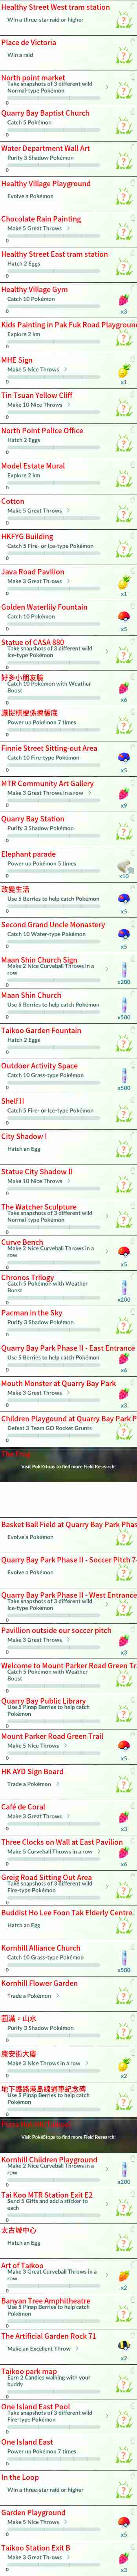 Healthy Street West tram station
Win a three-star raid or higher
Place de Victoria
Win a raid
North point market
Take snapshots of 3 different wild
Normal-type Pokémon
0
Quarry Bay Baptist Church
Catch 5 Pokémon
0
Water Department Wall Art
Purify 3 Shadow Pokémon
0
Healthy Village Playground
Evolve a Pokémon
Chocolate Rain Painting
Make 5 Great Throws
0
Healthy Street East tram station
Hatch 2 Eggs
0
Healthy Village Gym
Catch 10 Pokémon
0
x3
Kids Painting in Pak Fuk Road Playground
Explore 2 km
0
MHE Sign
Make 5 Nice Throws
0
x1
Tin Tsuan Yellow Cliff
Make 10 Nice Throws
0
North Point Police Office
Hatch 2 Eggs
0
Model Estate Mural
Explore 2 km
0
Cotton
Make 5 Great Throws
0
HKFYG Building
Catch 5 Fire- or Ice-type Pokémon
0
Java Road Pavilion
Make 3 Great Throws
0
x1
Golden Waterlily Fountain
Catch 10 Pokémon
0
x5
Statue of CASA 880
Take snapshots of 3 different wild
Ice-type Pokémon
0
好多小朋友臉
Catch 10 Pokémon with Weather
Boost
0
x6
Power up Pokémon 7 times
0
Finnie Street Sitting-out Area
Catch 10 Fire-type Pokémon
0
x5
MTR Community Art Gallery
Make 3 Great Throws in a row
0
x9
Quarry Bay Station
Purify 3 Shadow Pokémon
0
Elephant parade
Power up Pokémon 5 times
0
x10
改變生活
Use 5 Berries to help catch Pokémon
0
x5
Second Grand Uncle Monastery
Catch 10 Water-type Pokémon
0
x5
Maan Shin Church Sign
Make 2 Nice Curveball Throws in a
row
0
x200
Maan Shin Church
Use 5 Berries to help catch Pokémon
0
x500
Taikoo Garden Fountain
Hatch 2 Eggs
0
Outdoor Activity Space
Catch 10 Grass-type Pokémon
0
x500
Shelf II
Catch 5 Fire- or Ice-type Pokémon
0
City Shadow I
Hatch an Egg
Statue City Shadow II
Make 10 Nice Throws
0
The Watcher Sculpture
Take snapshots of 3 different wild
Normal-type Pokémon
0
Curve Bench
Make 2 Nice Curveball Throws in a
row
0
x5
Chronos Trilogy
Catch 5 Pokémon with Weather
Boost
0
x200
Pacman in the Sky
Purify 3 Shadow Pokémon
0
Quarry Bay Park Phase II - East Entrance
Use 5 Berries to help catch Pokémon
0
x6
Mouth Monster at Quarry Bay Park
Make 3 Great Throws
0
x3
Children Playgound at Quarry Bay Park P
Defeat 3 Team GO Rocket Grunts
0
Visit PokéStops to find more Field Research!
Basket Ball Field at Quarry Bay Park Phas
Evolve a Pokémon
Quarry Bay Park Phase II - Soccer Pitch 7-
Evolve a Pokémon
Quarry Bay Park Phase II - West Entrance
Take snapshots of 3 different wild
Ice-type Pokémon
0
Pavillion outside our soccer pitch
Make 3 Great Throws
0
x3
Welcome to Mount Parker Road Green Tr
Catch 5 Pokémon with Weather
Boost
0
Quarry Bay Public Library
Use 5 Pinap Berries to help catch
Pokémon
0
Mount Parker Road Green Trail
Make 5 Nice Throws
0
x5
HK AYD Sign Board
Trade a Pokémon
Café de Coral
Make 3 Great Throws
0
x3
Three Clocks on Wall at East Pavilion
Make 5 Curveball Throws in a row
0
x6
Greig Road Sitting Out Area
Take snapshots of 3 different wild
Fire-type Pokémon
0
Buddist Ho Lee Foon Tak Elderly Centre
Hatch an Egg
Kornhill Alliance Church
Catch 10 Grass-type Pokémon
0
x500
Kornhill Flower Garden
Trade a Pokémon
圓滿，山水
Purify 3 Shadow Pokémon
0
康安街大廈
Make 3 Nice Throws in a row
0
x2
地下鐵路港島綫通車紀念碑
Use 5 Pinap Berries to help catch
Pokémon
0
Visit PokéStops to find more Field Research!
Kornhill Children Playground
Make 2 Nice Curveball Throws in a
row
0
x200
Tai Koo MTR Station Exit E2
Send 5 Gifts and add a sticker to
each
0
太古城中心
Hatch an Egg
Art of Taikoo
Make 3 Great Curveball Throws in a
row
0
x2
Banyan Tree Amphitheatre
Use 5 Pinap Berries to help catch
Pokémon
0
The Artificial Garden Rock 71
Make an Excellent Throw
x2
Taikoo park map
Earn 2 Candies walking with your
buddy
0
One Island East Pool
Take snapshots of 3 different wild
Fire-type Pokémon
0
One Island East
Power up Pokémon 7 times
0
In the Loop
Win a three-star raid or higher
Garden Playground
Make 5 Nice Throws
0
x5
Taikoo Station Exit B
Make 3 Great Throws
0
x3